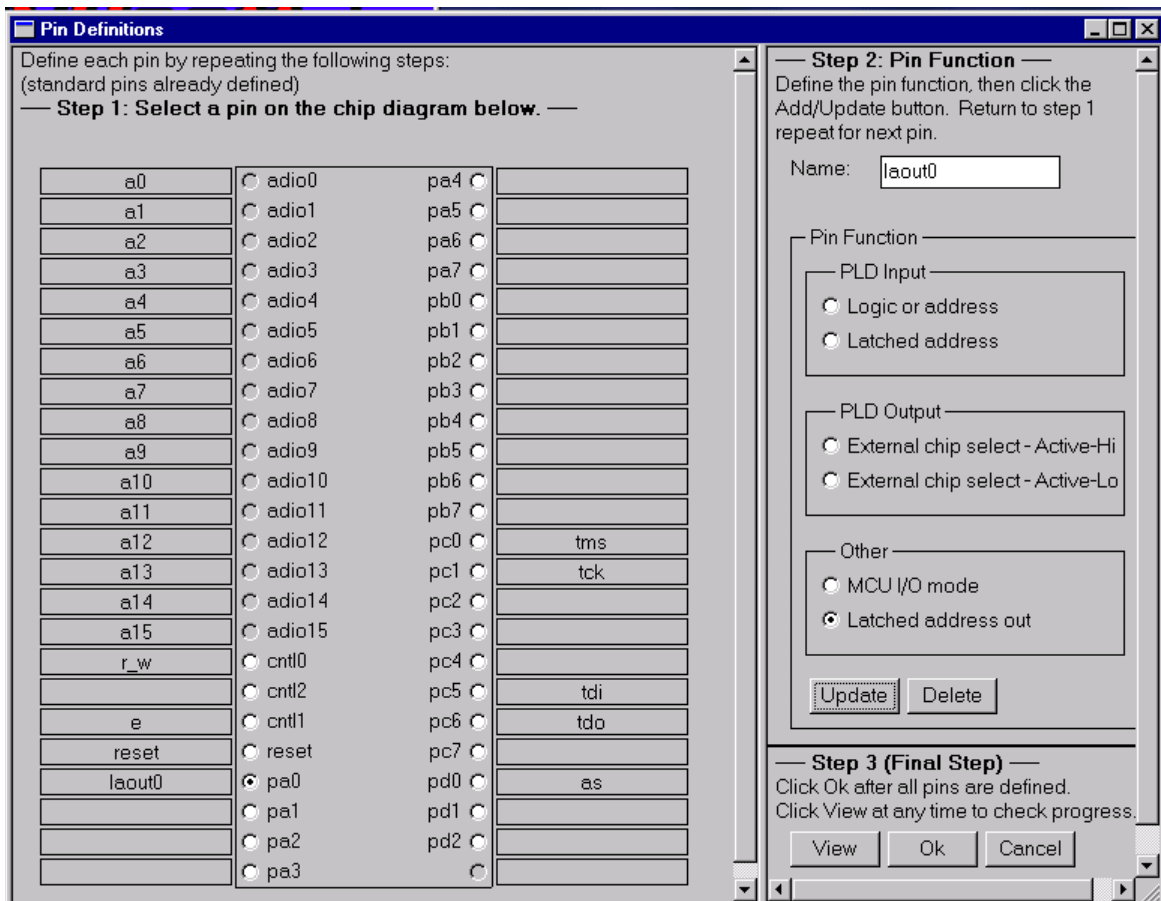 Pin Definitions
Define each pin by repeating the following steps:
(standard pins already defined)
Step 1: Select a pin on the chip diagram below.
a0 adio0 pa4
a1 adio1 pa5
a2 adio2 pa6
a3 adio3 pa7
a4 adio4 pb0
a5 adio5 pb1
a6 adio6 pb2
a7 adio7 pb3
a8 adio8 pb4
a9 adio9 pb5
a10 adio10 pb6
a11 adio11 pb7
a12 adio12 pc0 tms
a13 adio13 pc1 tck
a14 adio14 pc2
a15 adio15 pc3
r_w cntl0 pc4
cntl2 pc5 tdi
e cntl1 pc6 tdo
reset reset pc7
laout0 pa0 pd0 as
pa1 pd1
pa2 pd2
pa3
Step 2: Pin Function
Define the pin function, then click the
Add/Update button. Return to step 1
repeat for next pin.
Name: laout0
Pin Function
PLD Input
Logic or address
Latched address
PLD Output
External chip select - Active-Hi
External chip select - Active-Lo
Other
MCU I/O mode
Latched address out
Update Delete
Step 3 (Final Step)
Click Ok after all pins are defined.
Click View at any time to check progress.
View Ok Cancel